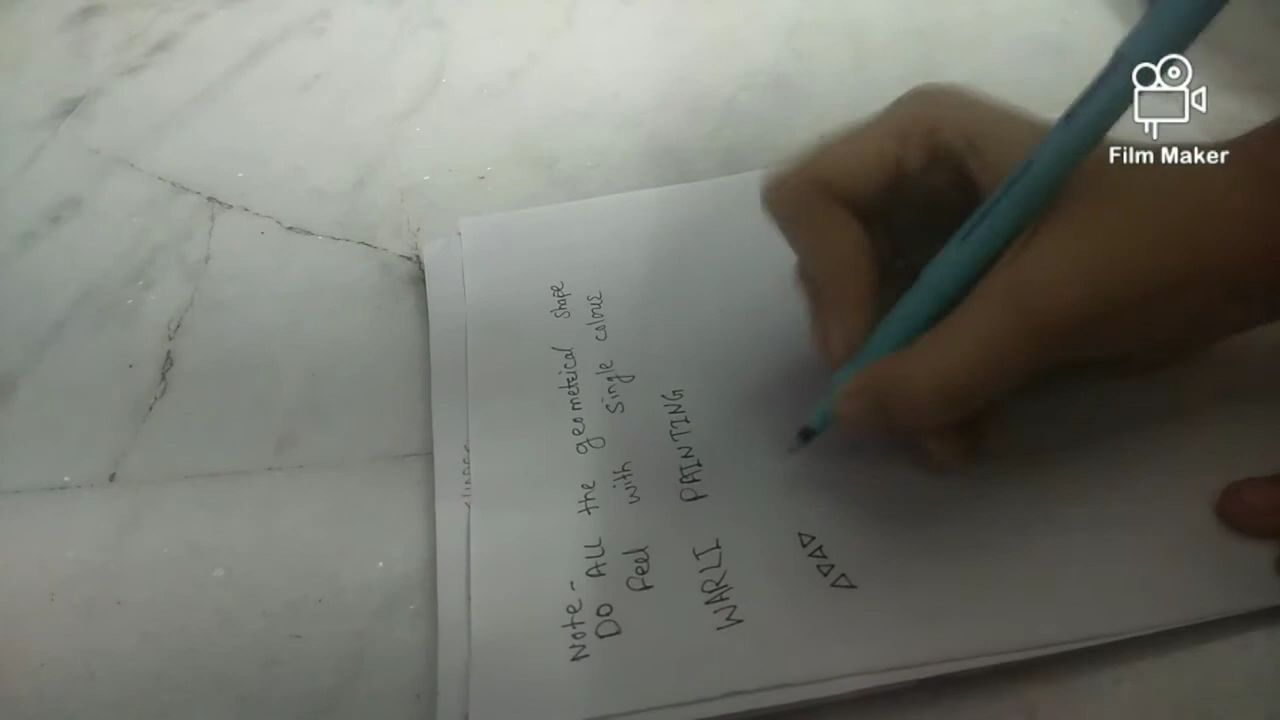 Note-
DO ALL the geometrical shape
feel with single colour
WARLI PAINTING
Film Maker